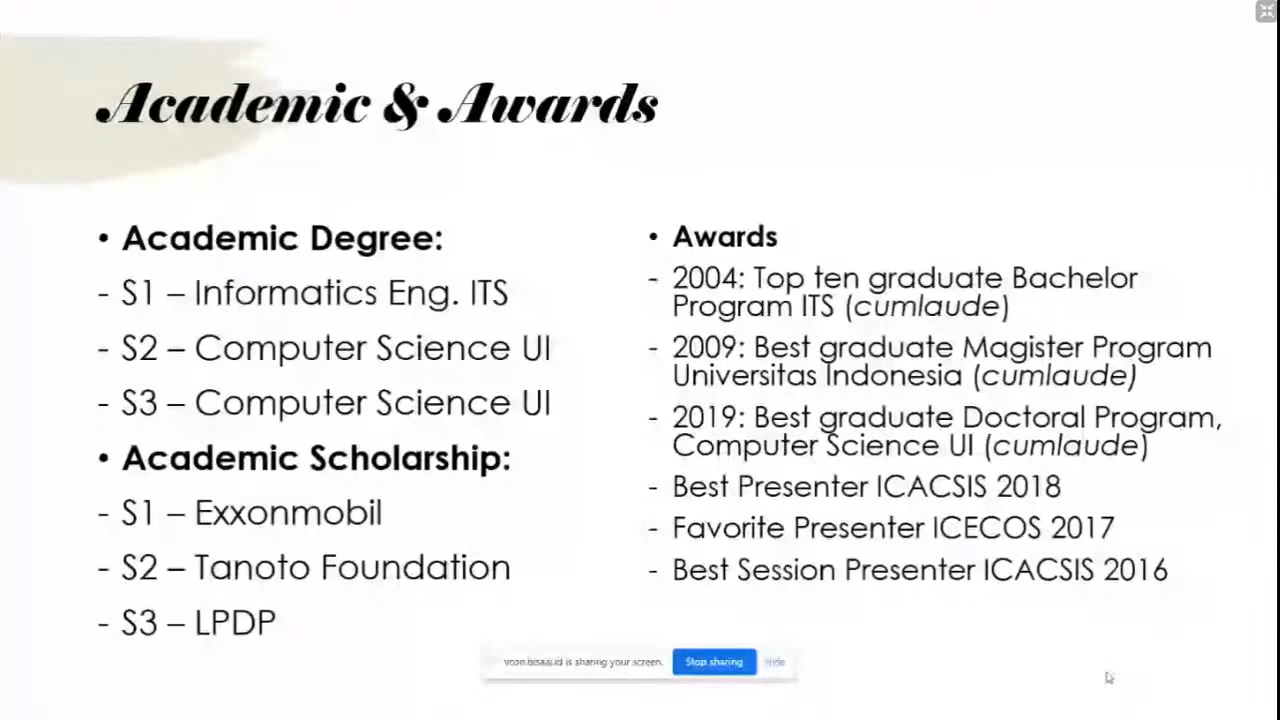 Academic & Awards
• Academic Degree:
- S1 – Informatics Eng. ITS
- S2 – Computer Science UI
- S3 – Computer Science UI
• Academic Scholarship:
- S1 – Exxonmobil
- S2 – Tanoto Foundation
- S3 – LPDP
• Awards
- 2004: Top ten graduate Bachelor
Program ITS (cumlaude)
- 2009: Best graduate Magister Program
Universitas Indonesia (cumlaude)
- 2019: Best graduate Doctoral Program,
Computer Science UI (cumlaude)
- Best Presenter ICACSIS 2018
- Favorite Presenter ICECOS 2017
- Best Session Presenter ICACSIS 2016
is sharing your screen. Stop sharing Hide